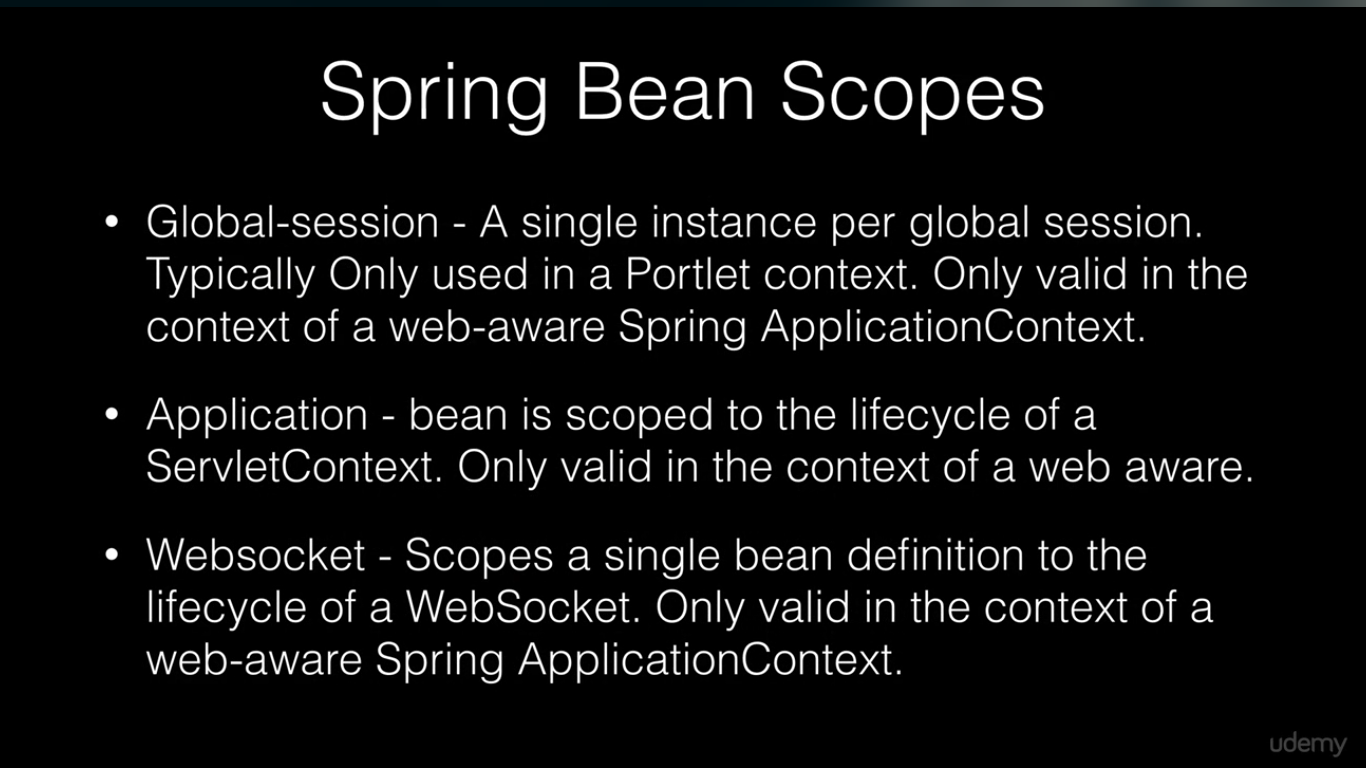 Spring Bean Scopes
• Global-session - A single instance per global session.
Typically Only used in a Portlet context. Only valid in the
context of a web-aware Spring ApplicationContext.
• Application - bean is scoped to the lifecycle of a
ServletContext. Only valid in the context of a web aware.
• Websocket - Scopes a single bean definition to the
lifecycle of a WebSocket. Only valid in the context of a
web-aware Spring ApplicationContext.
udemy